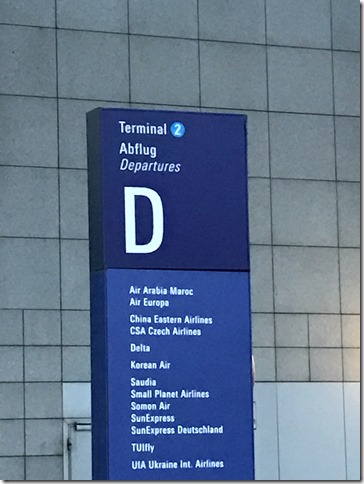 Terminal 2
Abflug
Departures
D
Air Arabia Maroc
Air Europa
China Eastern Airlines
CSA Czech Airlines
Delta
Korean Air
Saudia
Small Planet Airlines
Somon Air
SunExpress
SunExpress Deutschland
TUIfly
UIA Ukraine Int. Airlines